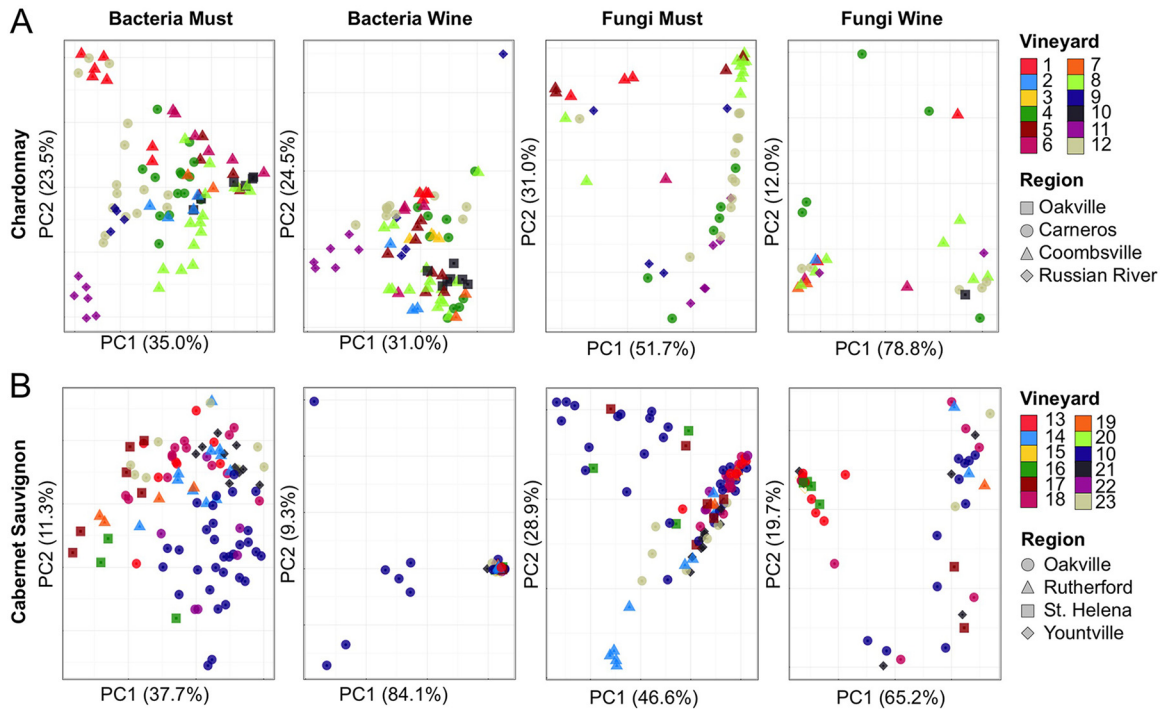 A
Bacteria Must
Bacteria Wine
Fungi Must
Fungi Wine
Chardonnay
PC2 (23.5%)
PC1 (35.0%)
PC2 (24.5%)
PC1 (31.0%)
PC2 (31.0%)
PC1 (51.7%)
PC2 (12.0%)
PC1 (78.8%)
Vineyard
1 7
2 8
3 9
4 10
5 11
6 12
Region
Oakville
Carneros
Coombsville
Russian River
B
Cabernet Sauvignon
PC2 (11.3%)
PC1 (37.7%)
PC2 (9.3%)
PC1 (84.1%)
PC2 (28.9%)
PC1 (46.6%)
PC2 (19.7%)
PC1 (65.2%)
Vineyard
13 19
14 20
15 10
16 21
17 22
18 23
Region
Oakville
Rutherford
St. Helena
Yountville